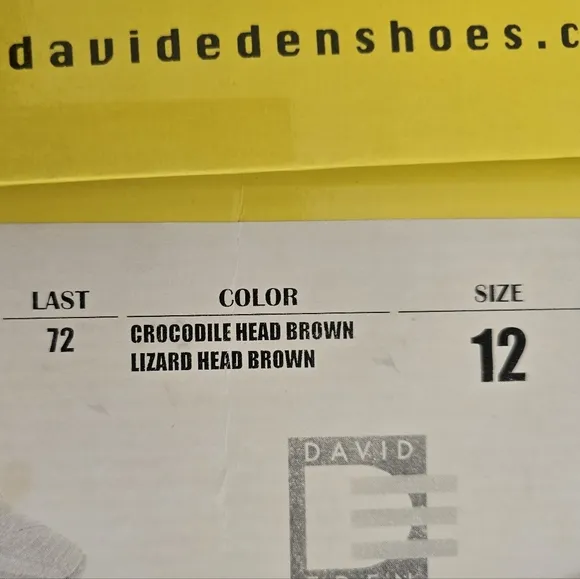 davidedenshoes.c
LAST COLOR SIZE
72 CROCODILE HEAD BROWN 12
LIZARD HEAD BROWN
DAVID